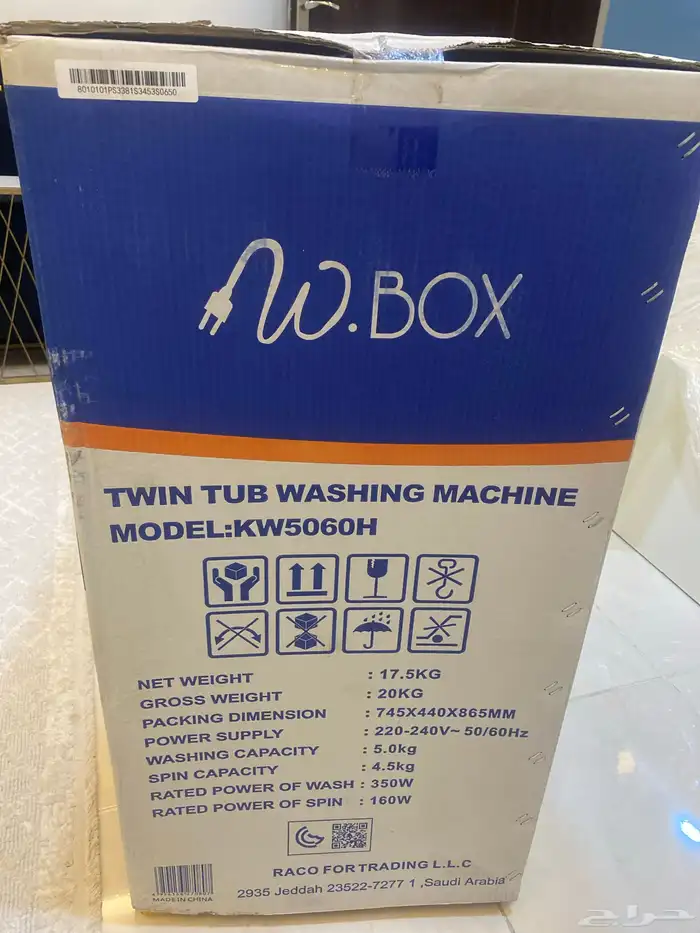 8010101PS3381S3453S0650
W.BOX
TWIN TUB WASHING MACHINE
MODEL:KW5060H
NET WEIGHT : 17.5KG
GROSS WEIGHT : 20KG
PACKING DIMENSION : 745X440X865MM
POWER SUPPLY : 220-240V~ 50/60Hz
WASHING CAPACITY : 5.0kg
SPIN CAPACITY : 4.5kg
RATED POWER OF WASH : 350W
RATED POWER OF SPIN : 160W
RACO FOR TRADING L.L.C
2935 Jeddah 23522-7277 1 ,Saudi Arabia
MADE IN CHINA
حراج